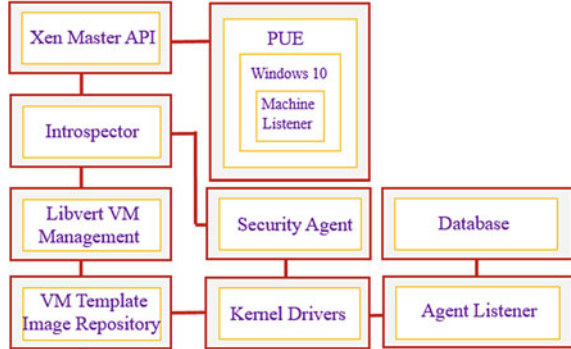 Xen Master API
PUE
Windows 10
Machine
Listener
Introspector
Libvert VM
Management
Security Agent
Database
VM Template
Image Repository
Kernel Drivers
Agent Listener